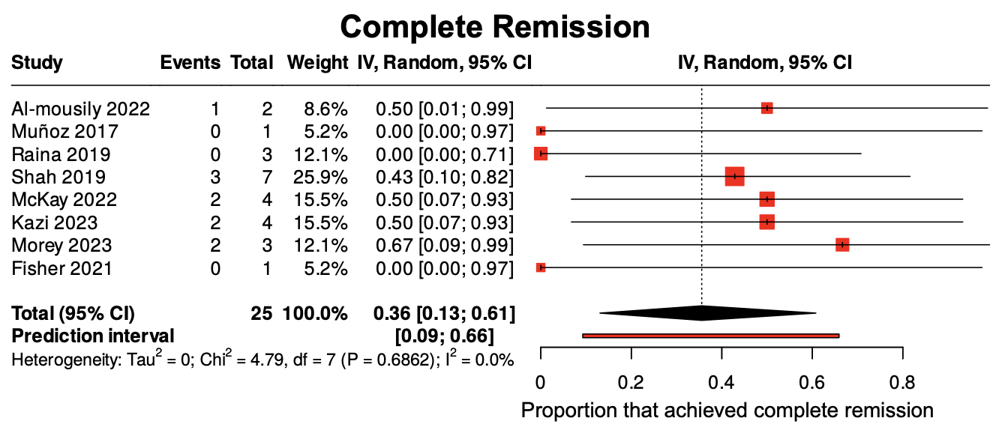 Complete Remission
Study Events Total Weight IV, Random, 95% CI IV, Random, 95% CI
Al-mousily 2022 1 2 8.6% 0.50 [0.01; 0.99]
Muñoz 2017 0 1 5.2% 0.00 [0.00; 0.97]
Raina 2019 0 3 12.1% 0.00 [0.00; 0.71]
Shah 2019 3 7 25.9% 0.43 [0.10; 0.82]
McKay 2022 2 4 15.5% 0.50 [0.07; 0.93]
Kazi 2023 2 4 15.5% 0.50 [0.07; 0.93]
Morey 2023 2 3 12.1% 0.67 [0.09; 0.99]
Fisher 2021 0 1 5.2% 0.00 [0.00; 0.97]
Total (95% CI) 25 100.0% 0.36 [0.13; 0.61]
Prediction interval [0.09; 0.66]
Heterogeneity: Tau² = 0; Chi² = 4.79, df = 7 (P = 0.6862); I² = 0.0%
0 0.2 0.4 0.6 0.8
Proportion that achieved complete remission